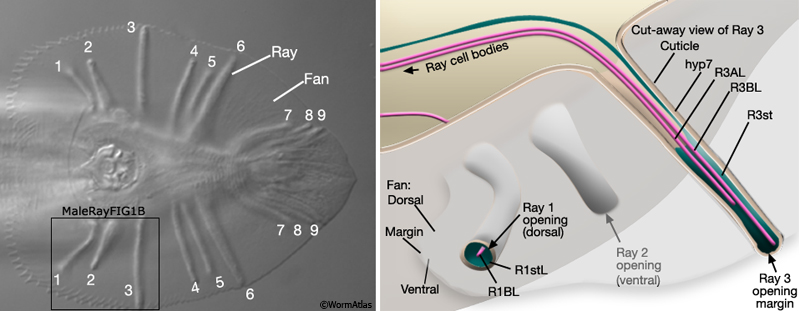 1
2
3
4
5
6
Ray
Fan
7
8
9
MaleRayFIG1B
1
2
3
4
5
6
7
8
9
©WormAtlas
Ray cell bodies
Cut-away view of Ray 3
Cuticle
hyp7
R3AL
R3BL
R3st
Fan:
Dorsal
Margin
Ventral
Ray 1
opening
(dorsal)
R1stL
R1BL
Ray 2
opening
(ventral)
Ray 3
opening
margin